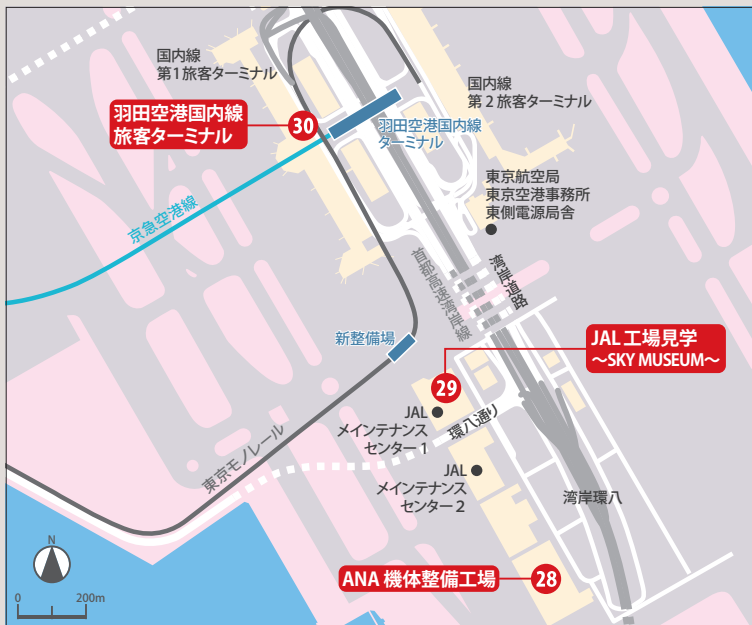 国内線
第1旅客ターミナル
国内線
第2旅客ターミナル
羽田空港国内線
旅客ターミナル
30
羽田空港国内線
ターミナル
京急空港線
東京航空局
東京空港事務所
東側電源局舎
首都高速湾岸線
湾岸道路
新整備場
JAL工場見学
〜SKY MUSEUM〜
29
JAL
メインテナンス
センター1
環八通り
東京モノレール
JAL
メインテナンス
センター2
湾岸環八
ANA 機体整備工場
28
N
0 200m